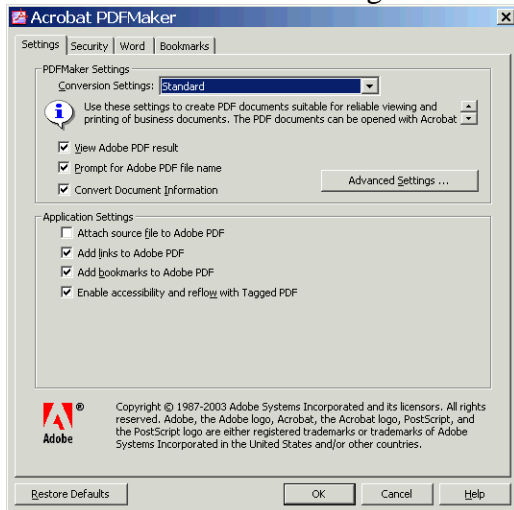 Acrobat PDFMaker
Settings Security Word Bookmarks
PDFMaker Settings
Conversion Settings: Standard
Use these settings to create PDF documents suitable for reliable viewing and
printing of business documents. The PDF documents can be opened with Acrobat
View Adobe PDF result
Prompt for Adobe PDF file name
Convert Document Information
Advanced Settings ...
Application Settings
Attach source file to Adobe PDF
Add links to Adobe PDF
Add bookmarks to Adobe PDF
Enable accessibility and reflow with Tagged PDF
Adobe
Copyright © 1987-2003 Adobe Systems Incorporated and its licensors. All rights
reserved. Adobe, the Adobe logo, Acrobat, the Acrobat logo, PostScript, and
the PostScript logo are either registered trademarks or trademarks of Adobe
Systems Incorporated in the United States and/or other countries.
Restore Defaults OK Cancel Help